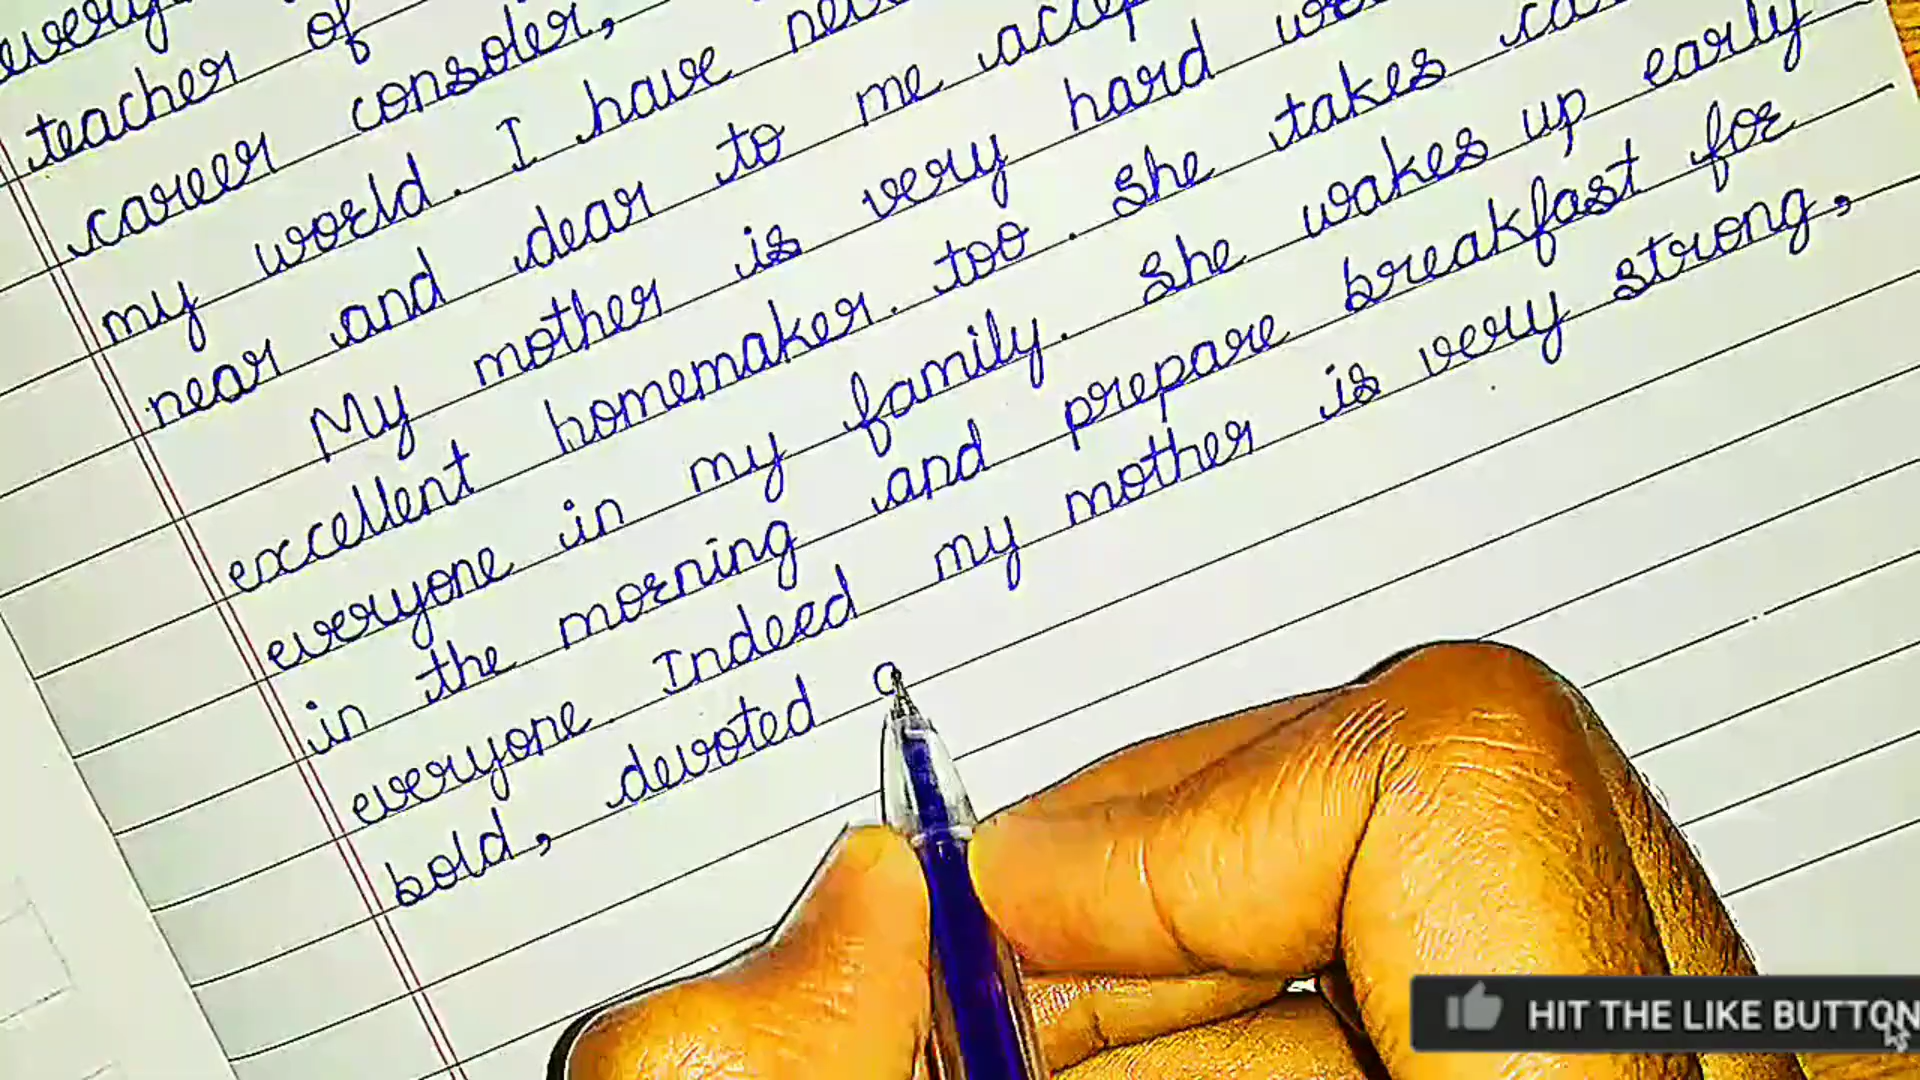 teacher of
career consoler,
my world. I have
near and dear to me
My mother is very hard
excellent homemaker. too. She takes
everyone in my family. She wakes up early
in the morning and prepare breakfast for
everyone. Indeed my mother is very strong,
bold, devoted a
HIT THE LIKE BUTTON